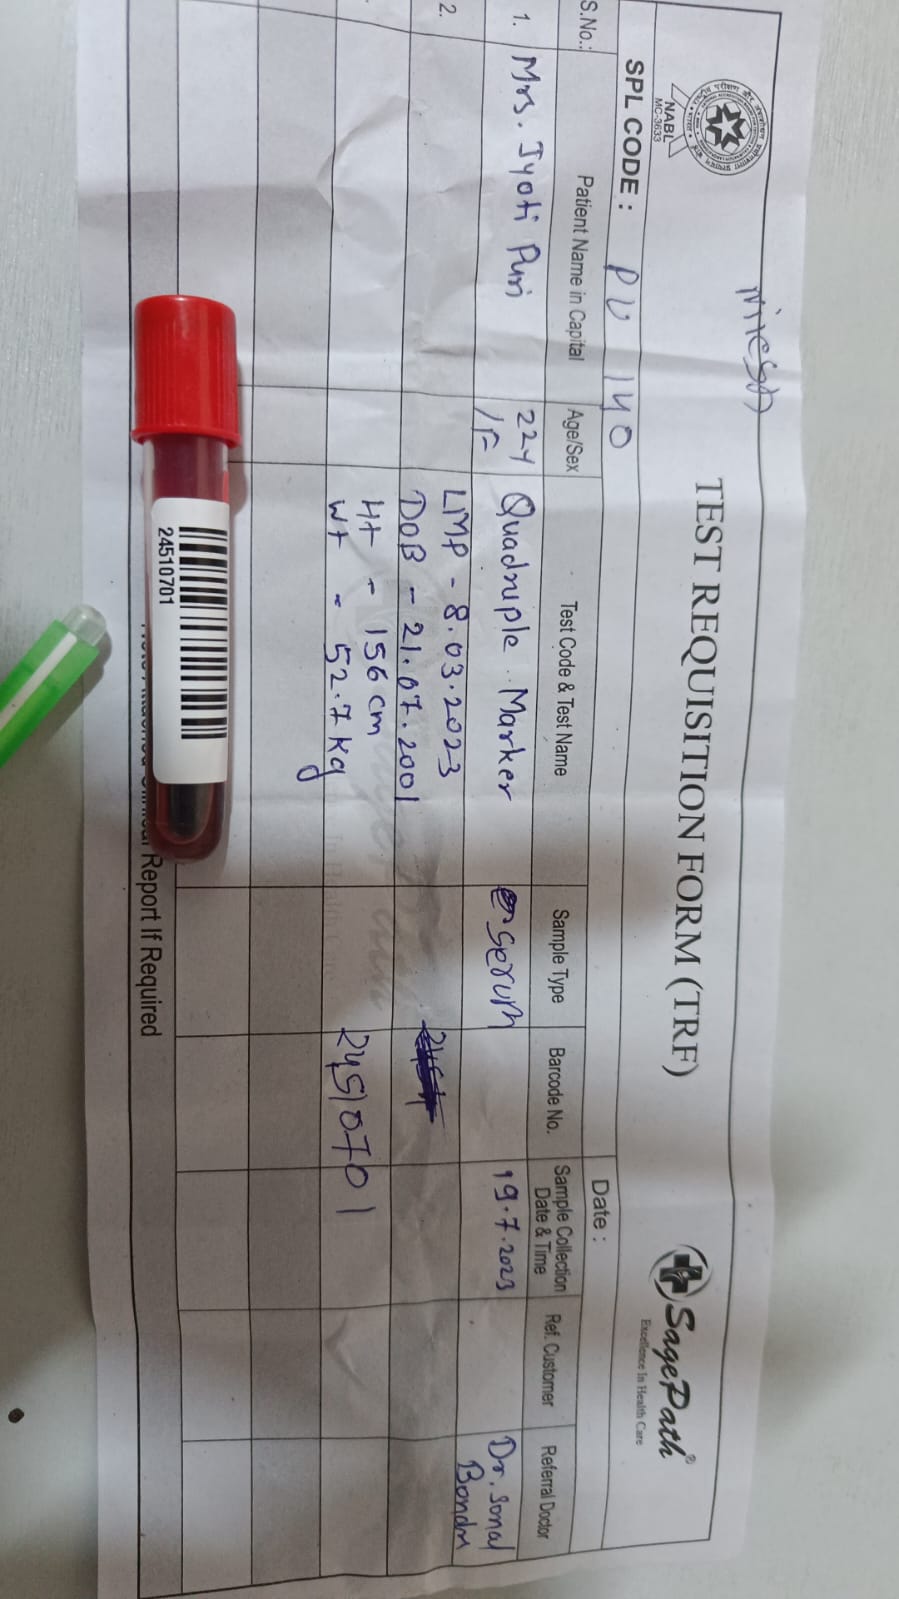 Nilesh
TEST REQUISITION FORM (TRF)
NABL
MC-3633
SagePath®
Excellence In Health Care
SPL CODE : PU 140
Date :
S.No.: Patient Name in Capital Age/Sex Test Code & Test Name Sample Type Barcode No. Sample Collection Date & Time Ref. Customer Referral Doctor
1. Mrs. Jyoti Puri 22Y /F Quadruple Marker Serum 19.7.2023 Dr. Sonal
2. LMP - 8.03.2023
DOB - 21.07.2001
Ht - 156 cm
Wt - 52.7 kg 24510701
Report If Required
24510701